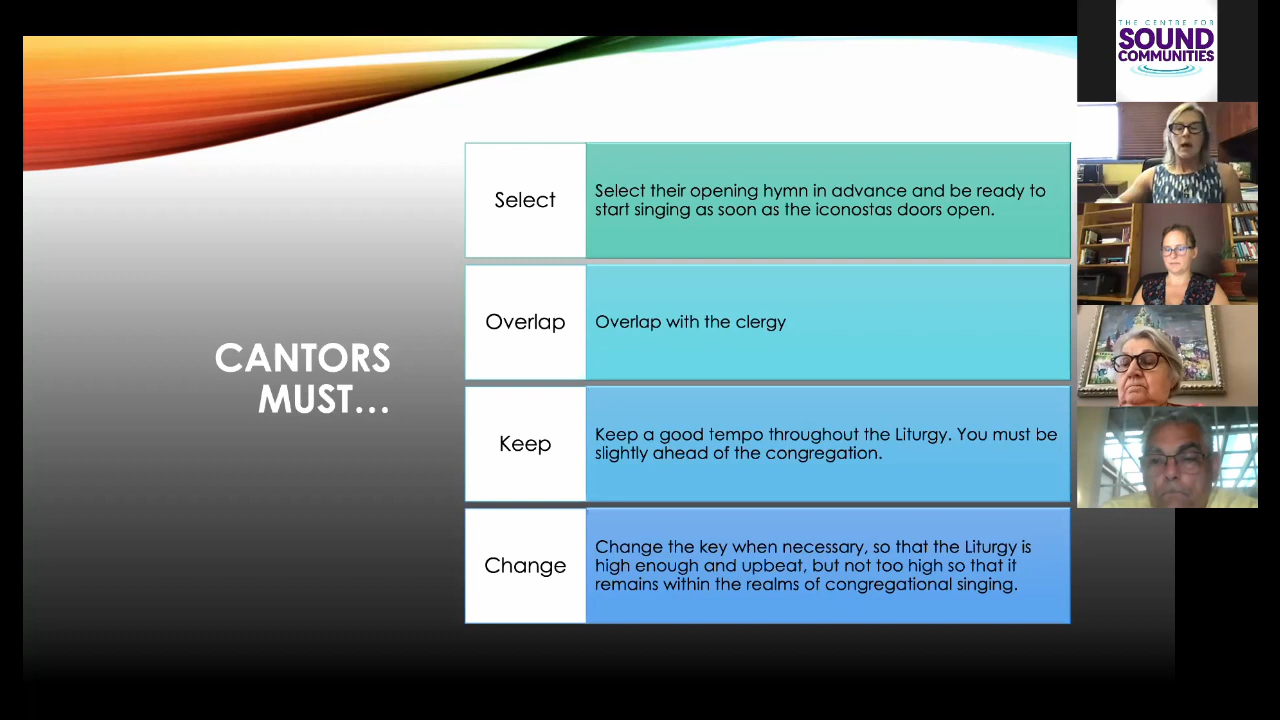 THE CENTRE FOR
SOUND
COMMUNITIES
CANTORS
MUST...
Select
Select their opening hymn in advance and be ready to
start singing as soon as the iconostas doors open.
Overlap
Overlap with the clergy
Keep
Keep a good tempo throughout the Liturgy. You must be
slightly ahead of the congregation.
Change
Change the key when necessary, so that the Liturgy is
high enough and upbeat, but not too high so that it
remains within the realms of congregational singing.